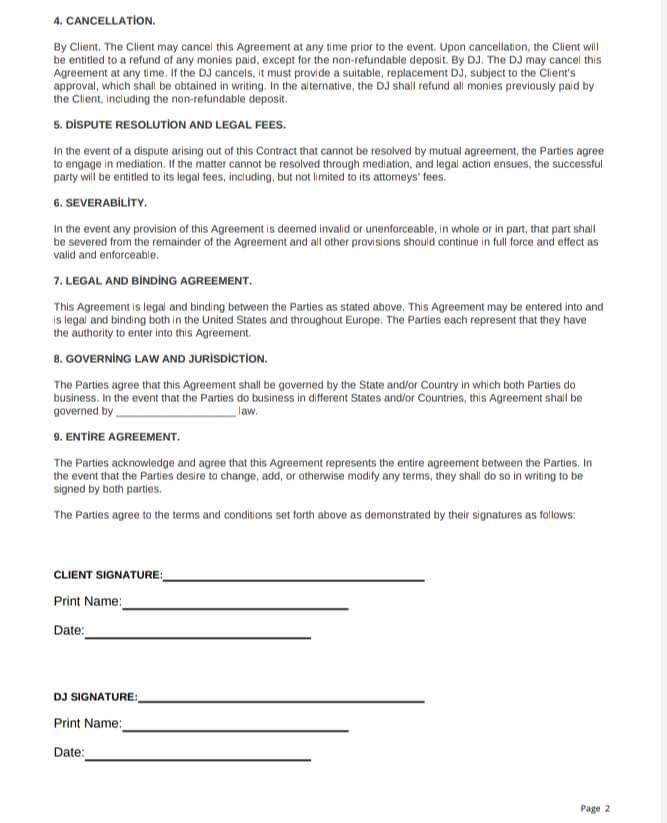 4. CANCELLATİON.
By Client. The Client may cancel this Agreement at any time prior to the event. Upon cancellation, the Client will
be entitled to a refund of any monies paid, except for the non-refundable deposit. By DJ. The DJ may cancel this
Agreement at any time. If the DJ cancels, it must provide a suitable, replacement DJ, subject to the Client's
approval, which shall be obtained in writing. In the alternative, the DJ shall refund all monies previously paid by
the Client, including the non-refundable deposit.
5. DİSPUTE RESOLUTİON AND LEGAL FEES.
In the event of a dispute arising out of this Contract that cannot be resolved by mutual agreement, the Parties agree
to engage in mediation. If the matter cannot be resolved through mediation, and legal action ensues, the successful
party will be entitled to its legal fees, including, but not limited to its attorneys' fees.
6. SEVERABİLİTY.
In the event any provision of this Agreement is deemed invalid or unenforceable, in whole or in part, that part shall
be severed from the remainder of the Agreement and all other provisions should continue in full force and effect as
valid and enforceable.
7. LEGAL AND BİNDİNG AGREEMENT.
This Agreement is legal and binding between the Parties as stated above. This Agreement may be entered into and
is legal and binding both in the United States and throughout Europe. The Parties each represent that they have
the authority to enter into this Agreement.
8. GOVERNİNG LAW AND JURİSDİCTİON.
The Parties agree that this Agreement shall be governed by the State and/or Country in which both Parties do
business. In the event that the Parties do business in different States and/or Countries, this Agreement shall be
governed by ____________________ law.
9. ENTİRE AGREEMENT.
The Parties acknowledge and agree that this Agreement represents the entire agreement between the Parties. In
the event that the Parties desire to change, add, or otherwise modify any terms, they shall do so in writing to be
signed by both parties.
The Parties agree to the terms and conditions set forth above as demonstrated by their signatures as follows:
CLIENT SIGNATURE:
Print Name:
Date:
DJ SIGNATURE:
Print Name:
Date:
Page 2